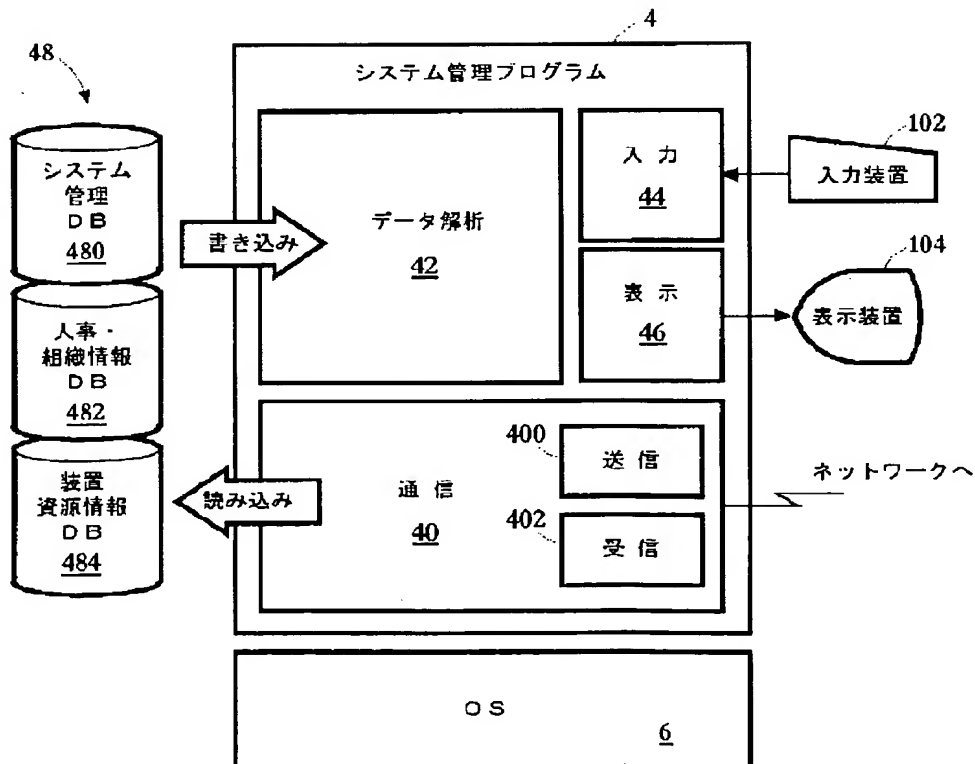 4
システム管理プログラム
48
システム
管理
DB
480
人事・
組織情報
DB
482
装置
資源情報
DB
484
書き込み
データ解析
42
入力
44
表示
46
102
入力装置
104
表示装置
読み込み
通信
40
400
送信
402
受信
ネットワークへ
OS
6